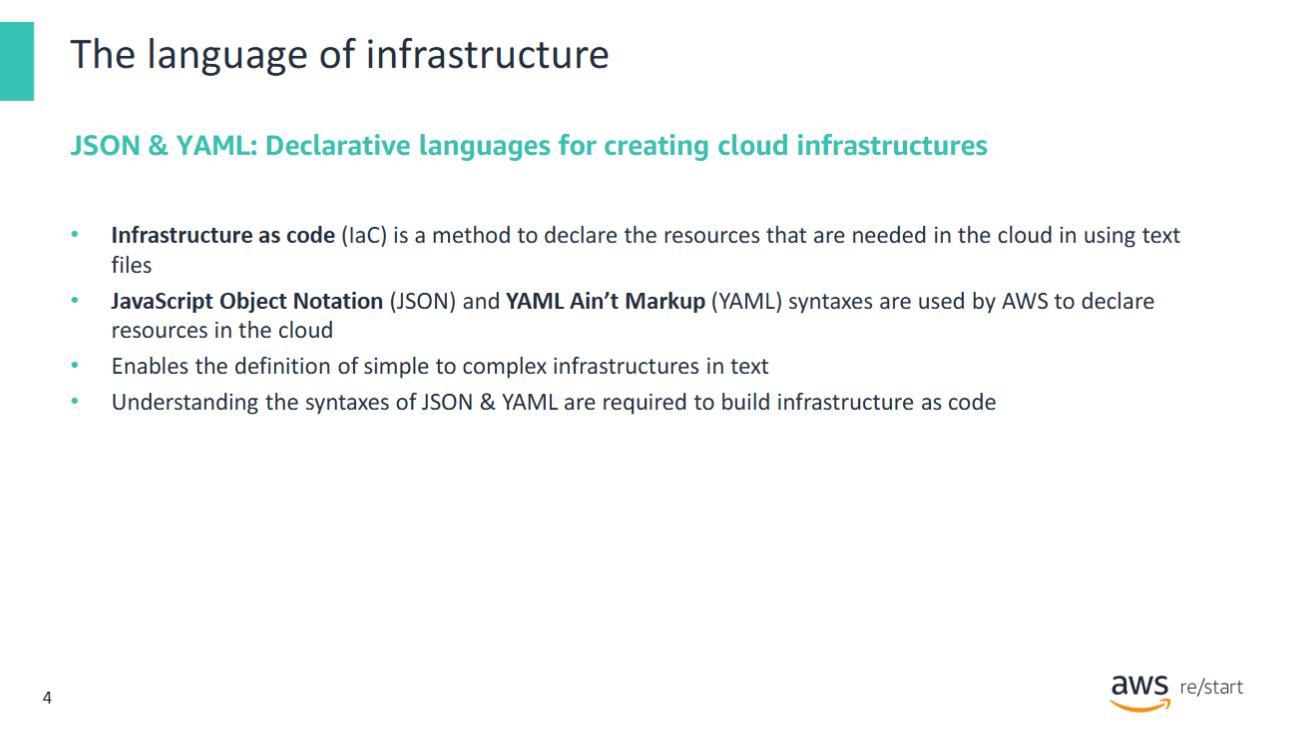 The language of infrastructure
JSON & YAML: Declarative languages for creating cloud infrastructures
• Infrastructure as code (IaC) is a method to declare the resources that are needed in the cloud in using text
files
• JavaScript Object Notation (JSON) and YAML Ain’t Markup (YAML) syntaxes are used by AWS to declare
resources in the cloud
• Enables the definition of simple to complex infrastructures in text
• Understanding the syntaxes of JSON & YAML are required to build infrastructure as code
4
aws re/start